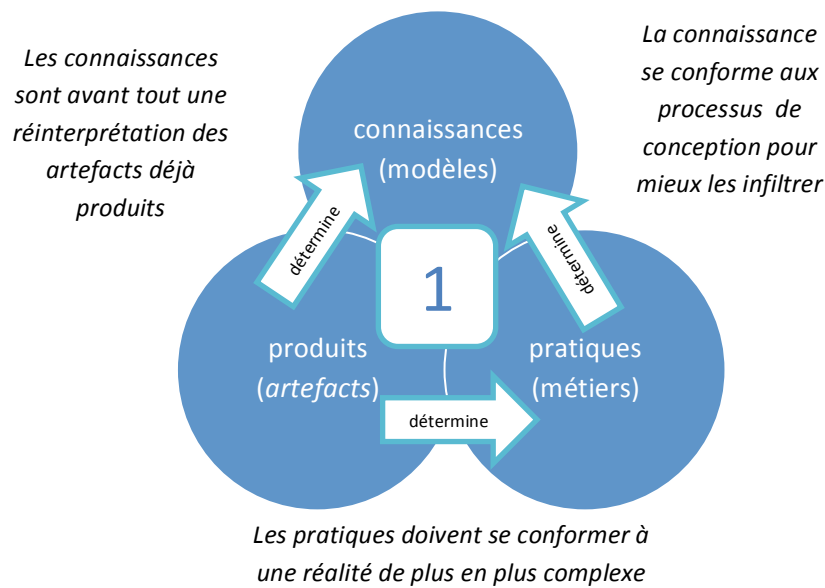 Les connaissances
sont avant tout une
réinterprétation des
artefacts déjà
produits
La connaissance
se conforme aux
processus de
conception pour
mieux les infiltrer
connaissances
(modèles)
détermine
détermine
1
produits
(artefacts)
pratiques
(métiers)
détermine
Les pratiques doivent se conformer à
une réalité de plus en plus complexe